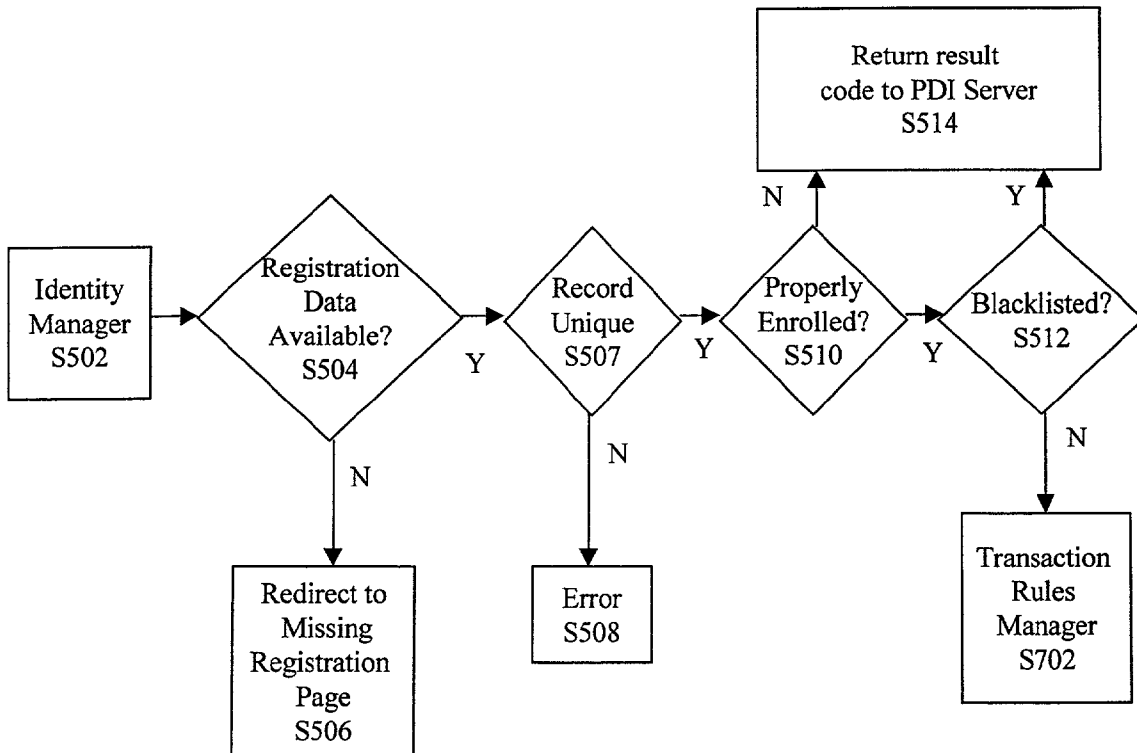 Return result
code to PDI Server
S514
N
Y
Identity
Manager
S502
Registration
Data
Available?
S504
Y
Record
Unique
S507
Y
Properly
Enrolled?
S510
Y
Blacklisted?
S512
N
N
N
Redirect to
Missing
Registration
Page
S506
Error
S508
Transaction
Rules
Manager
S702